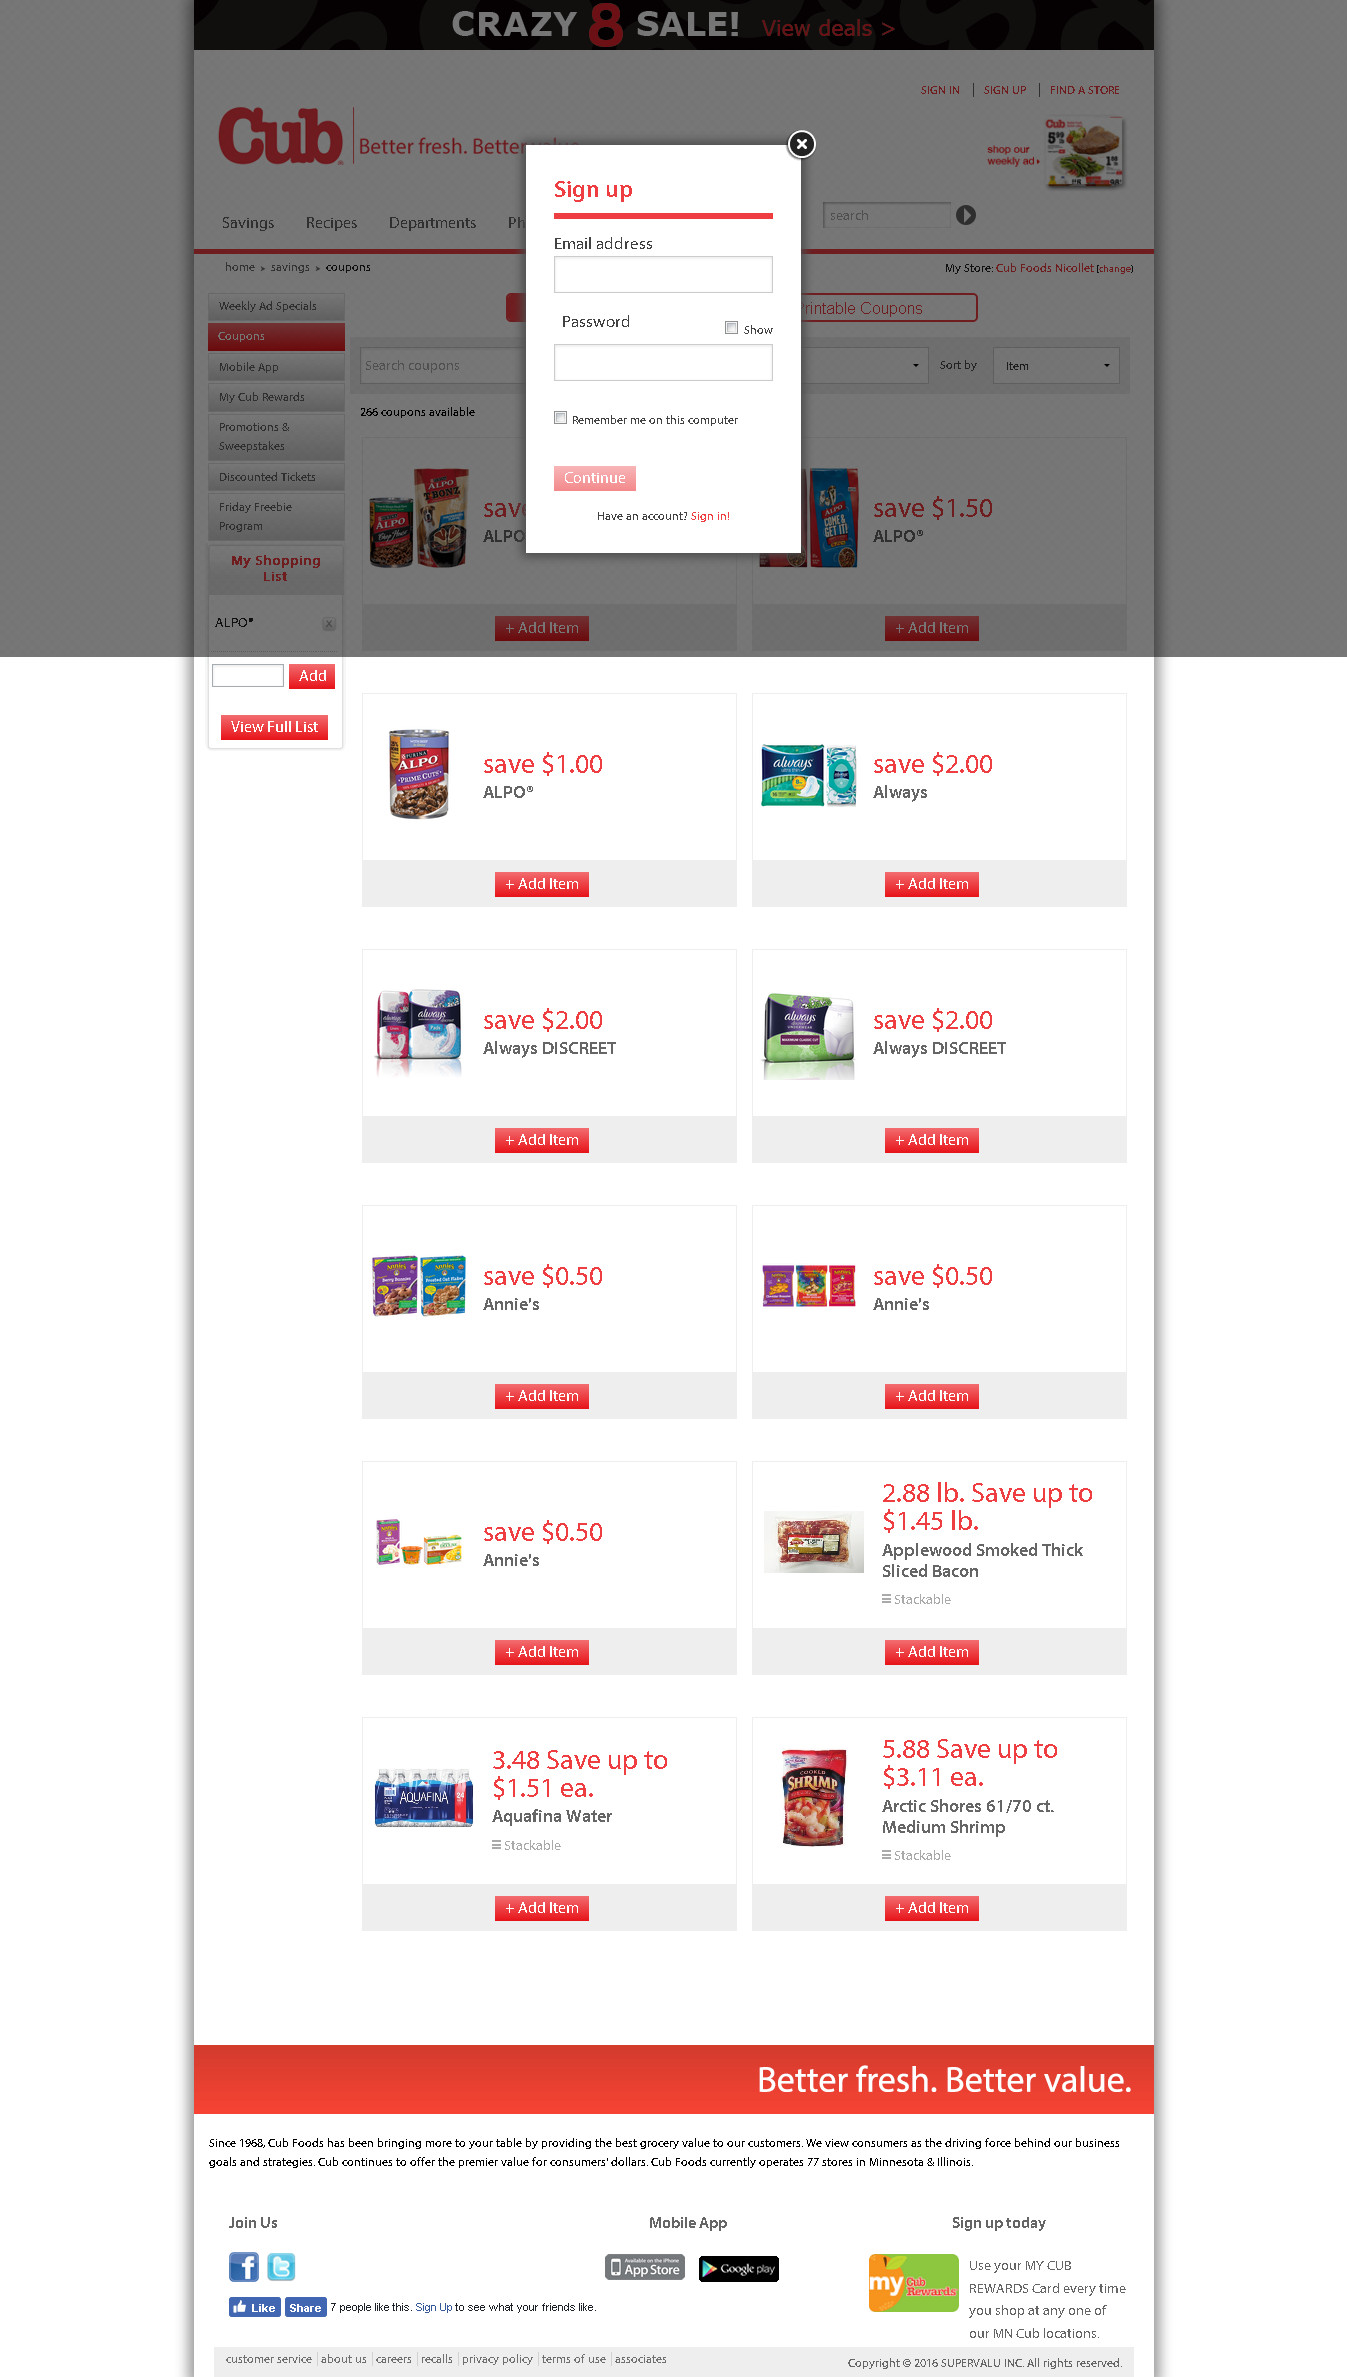 CRAZY 8 SALE! View deals >
SIGN IN
SIGN UP
FIND A STORE
Cub
Better fresh. Better value
shop our
weekly ad
Savings
Recipes
Departments
Ph
search
home
savings
coupons
My Store: Cub Foods Nicollet (change)
Weekly Ad Specials
Coupons
Mobile App
My Cub Rewards
Promotions &
Sweepstakes
Discounted Tickets
Friday Freebie
Program
My Shopping
List
ALPO®
Add
View Full List
Sign up
Email address
Password
Show
Remember me on this computer
Continue
Have an account? Sign in!
rintable Coupons
Search coupons
Sort by
Item
266 coupons available
sav
ALPO
+ Add Item
save $1.50
ALPO®
+ Add Item
save $1.00
ALPO®
+ Add Item
save $2.00
Always
+ Add Item
save $2.00
Always DISCREET
+ Add Item
save $2.00
Always DISCREET
+ Add Item
save $0.50
Annie's
+ Add Item
save $0.50
Annie's
+ Add Item
save $0.50
Annie's
+ Add Item
2.88 lb. Save up to
$1.45 lb.
Applewood Smoked Thick
Sliced Bacon
Stackable
+ Add Item
3.48 Save up to
$1.51 ea.
Aquafina Water
Stackable
+ Add Item
5.88 Save up to
$3.11 ea.
Arctic Shores 61/70 ct.
Medium Shrimp
Stackable
+ Add Item
Better fresh. Better value.
Since 1968, Cub Foods has been bringing more to your table by providing the best grocery value to our customers. We view consumers as the driving force behind our business
goals and strategies. Cub continues to offer the premier value for consumers' dollars. Cub Foods currently operates 77 stores in Minnesota & Illinois.
Join Us
Like
Share
7 people like this. Sign Up to see what your friends like.
Mobile App
Available on the iPhone
App Store
Google play
Sign up today
my Cub
Rewards
Use your MY CUB
REWARDS Card every time
you shop at any one of
our MN Cub locations.
customer service
about us
careers
recalls
privacy policy
terms of use
associates
Copyright © 2016 SUPERVALU INC. All rights reserved.